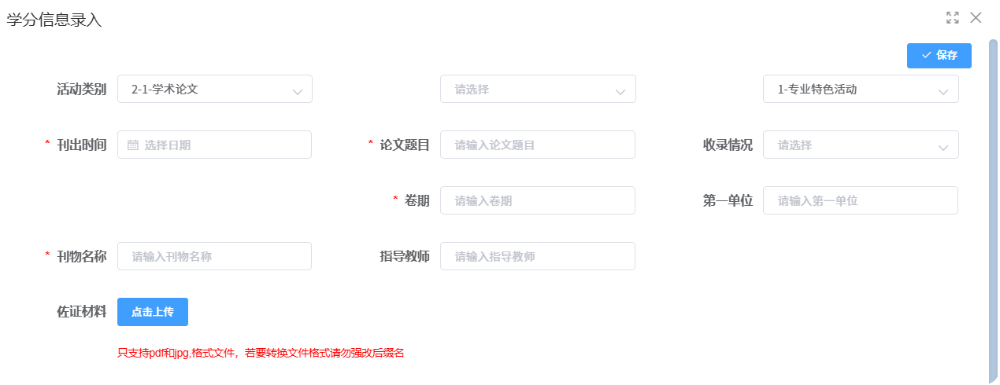 学分信息录入
保存
活动类别 2-1-学术论文 请选择 1-专业特色活动
* 刊出时间 选择日期 * 论文题目 请输入论文题目 收录情况 请选择
* 卷期 请输入卷期 第一单位 请输入第一单位
* 刊物名称 请输入刊物名称 指导教师 请输入指导教师
佐证材料 点击上传
只支持pdf和jpg,格式文件，若要转换文件格式请勿强改后缀名